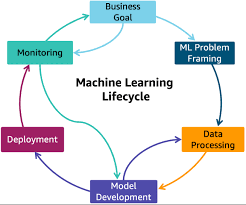 Business
Goal
Monitoring
ML Problem
Framing
Machine Learning
Lifecycle
Deployment
Data
Processing
Model
Development